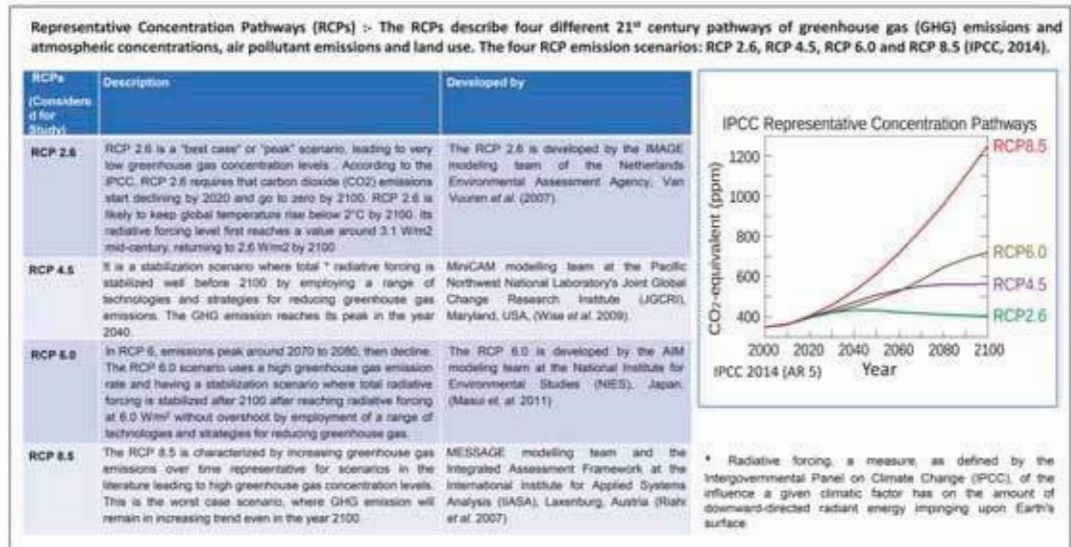 Representative Concentration Pathways (RCPs) :- The RCPs describe four different 21st century pathways of greenhouse gas (GHG) emissions and
atmospheric concentrations, air pollutant emissions and land use. The four RCP emission scenarios: RCP 2.6, RCP 4.5, RCP 6.0 and RCP 8.5 (IPCC, 2014).
RCPs
(Considere
d for
Study)
Description
Developed by
RCP 2.6
RCP 2.6 is a "best case" or "peak" scenario, leading to very
low greenhouse gas concentration levels . According to the
IPCC, RCP 2.6 requires that carbon dioxide (CO2) emissions
start declining by 2020 and go to zero by 2100. RCP 2.6 is
likely to keep global temperature rise below 2°C by 2100. Its
radiative forcing level first reaches a value around 3.1 W/m2
mid-century, returning to 2.6 W/m2 by 2100
The RCP 2.6 is developed by the IMAGE
modeling team of the Netherlands
Environmental Assessment Agency, Van
Vuuren et al. (2007).
RCP 4.5
It is a stabilization scenario where total * radiative forcing is
stabilized well before 2100 by employing a range of
technologies and strategies for reducing greenhouse gas
emissions. The GHG emission reaches its peak in the year
2040.
MiniCAM modelling team at the Pacific
Northwest National Laboratory's Joint Global
Change Research Institute (JGCRI),
Maryland, USA, (Wise et al. 2009).
RCP 6.0
In RCP 6, emissions peak around 2070 to 2080, then decline.
The RCP 6.0 scenario uses a high greenhouse gas emission
rate and having a stabilization scenario where total radiative
forcing is stabilized after 2100 after reaching radiative forcing
at 6.0 W/m² without overshoot by employment of a range of
technologies and strategies for reducing greenhouse gas.
The RCP 6.0 is developed by the AIM
modeling team at the National Institute for
Environmental Studies (NIES), Japan.
(Masui et. at. 2011)
RCP 8.5
The RCP 8.5 is characterized by increasing greenhouse gas
emissions over time representative for scenarios in the
literature leading to high greenhouse gas concentration levels.
This is the worst case scenario, where GHG emission will
remain in increasing trend even in the year 2100.
MESSAGE modelling team and the
Integrated Assessment Framework at the
International Institute for Applied Systems
Analysis (IIASA), Laxenburg, Austria (Riahi
et al. 2007)
IPCC Representative Concentration Pathways
CO2-equivalent (ppm)
1200
1000
800
600
400
RCP8.5
RCP6.0
RCP4.5
RCP2.6
2000 2020 2040 2060 2080 2100
IPCC 2014 (AR 5) Year
* Radiative forcing, a measure, as defined by the
Intergovernmental Panel on Climate Change (IPCC), of the
influence a given climatic factor has on the amount of
downward-directed radiant energy impinging upon Earth's
surface